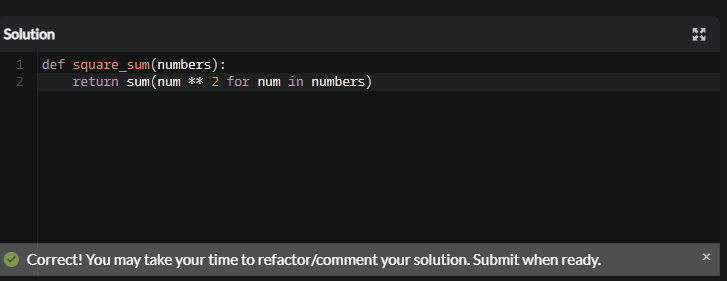 Solution
1 def square_sum(numbers):
2     return sum(num ** 2 for num in numbers)
Correct! You may take your time to refactor/comment your solution. Submit when ready. ×